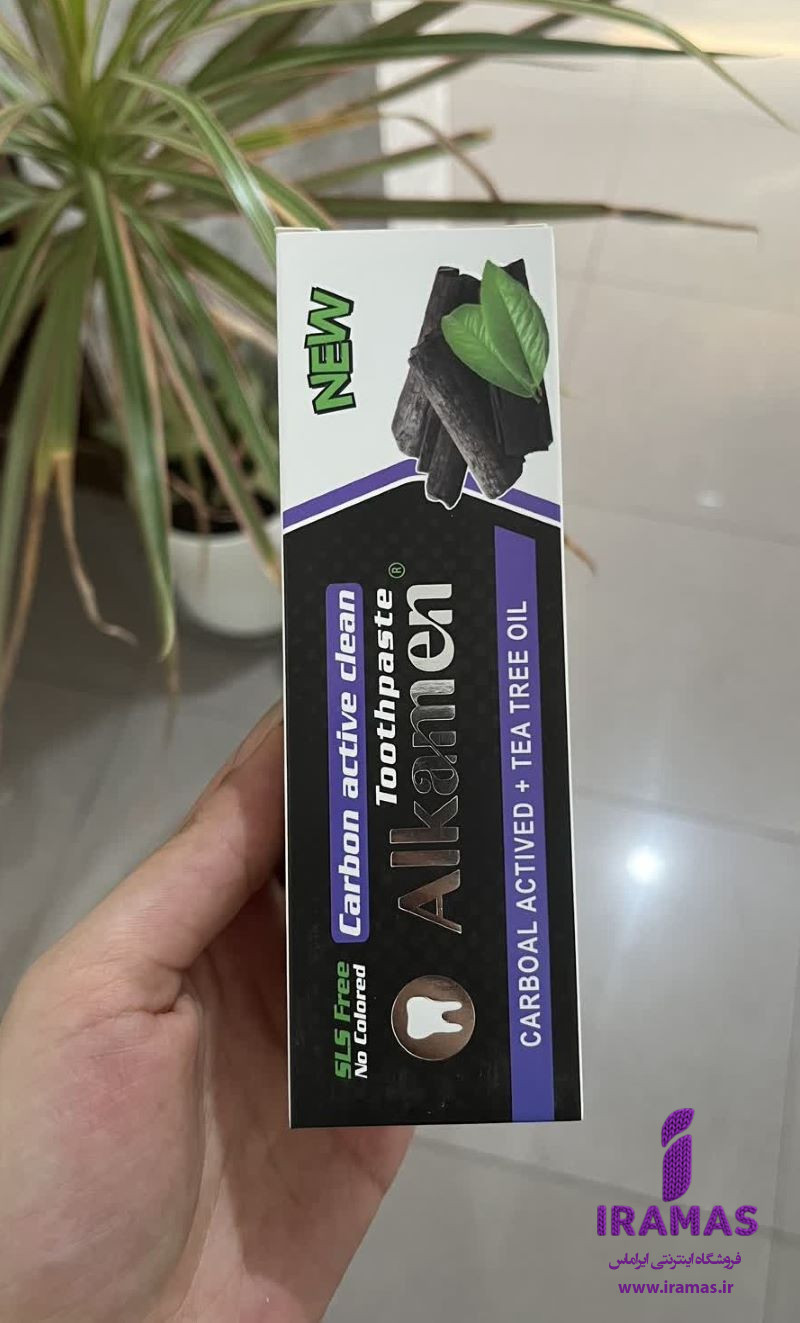 NEW
SLS Free
No Colored
Carbon active clean
Toothpaste
Alkamen®
CARBOAL ACTIVED + TEA TREE OIL
IRAMAS
فروشگاه اینترنتی ایراماس
www.iramas.ir